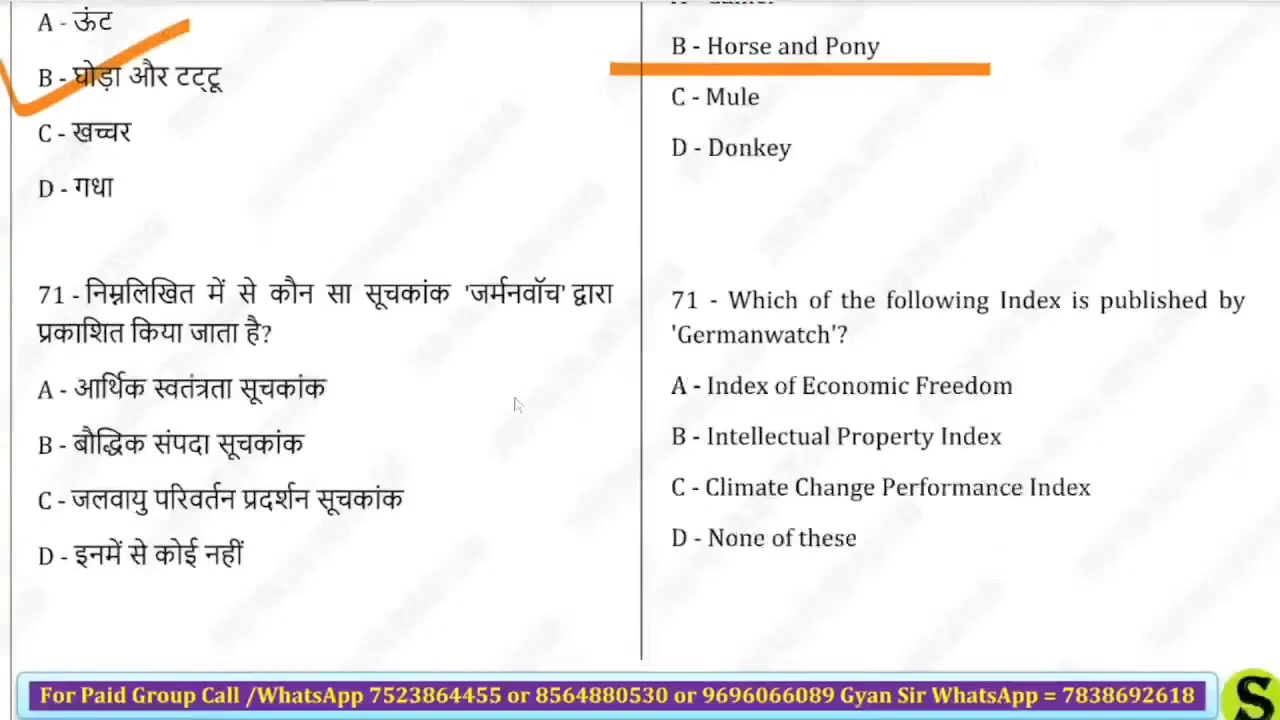 A - ऊंट
B - घोड़ा और टट्टू
C - खच्चर
D - गधा
71 - निम्नलिखित में से कौन सा सूचकांक 'जर्मनवॉच' द्वारा
प्रकाशित किया जाता है?
A - आर्थिक स्वतंत्रता सूचकांक
B - बौद्धिक संपदा सूचकांक
C - जलवायु परिवर्तन प्रदर्शन सूचकांक
D - इनमें से कोई नहीं
B - Horse and Pony
C - Mule
D - Donkey
71 - Which of the following Index is published by
'Germanwatch'?
A - Index of Economic Freedom
B - Intellectual Property Index
C - Climate Change Performance Index
D - None of these
For Paid Group Call /WhatsApp 7523864455 or 8564880530 or 9696066089 Gyan Sir WhatsApp = 7838692618
S